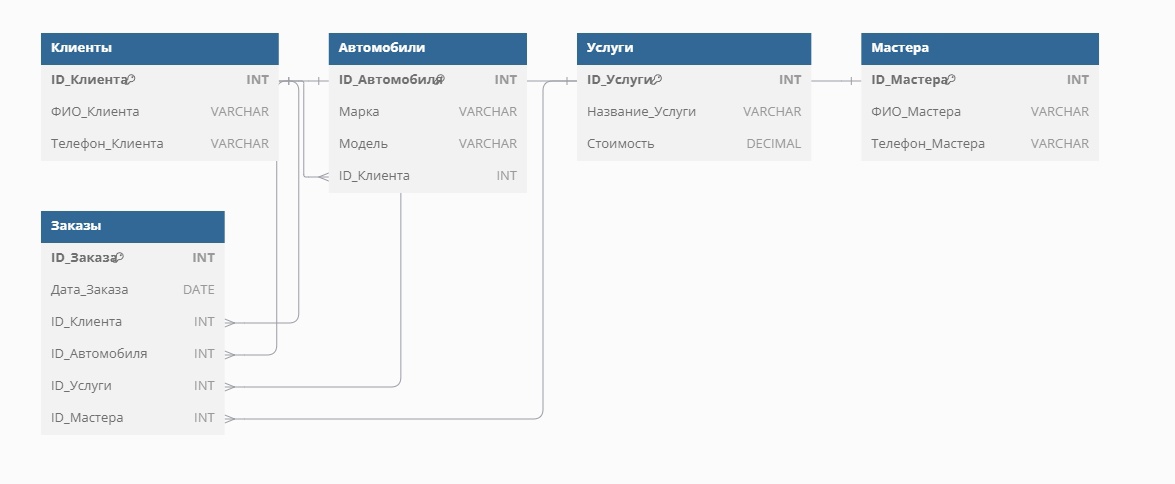 Клиенты
ID_Клиента INT
ФИО_Клиента VARCHAR
Телефон_Клиента VARCHAR
Автомобили
ID_Автомобиля INT
Марка VARCHAR
Модель VARCHAR
ID_Клиента INT
Услуги
ID_Услуги INT
Название_Услуги VARCHAR
Стоимость DECIMAL
Мастера
ID_Мастера INT
ФИО_Мастера VARCHAR
Телефон_Мастера VARCHAR
Заказы
ID_Заказа INT
Дата_Заказа DATE
ID_Клиента INT
ID_Автомобиля INT
ID_Услуги INT
ID_Мастера INT